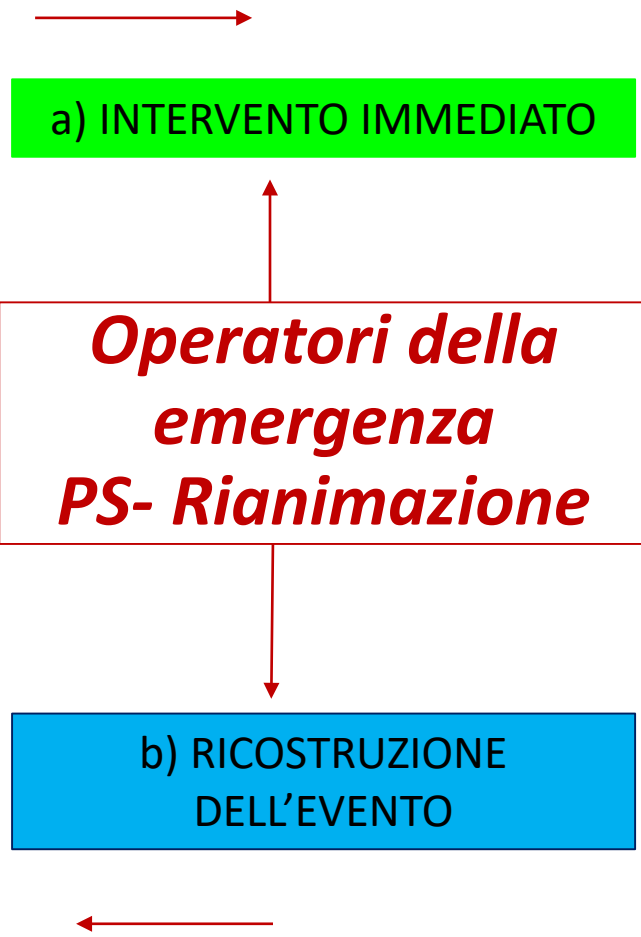 a) INTERVENTO IMMEDIATO
Operatori della
emergenza
PS- Rianimazione
b) RICOSTRUZIONE
DELL’EVENTO